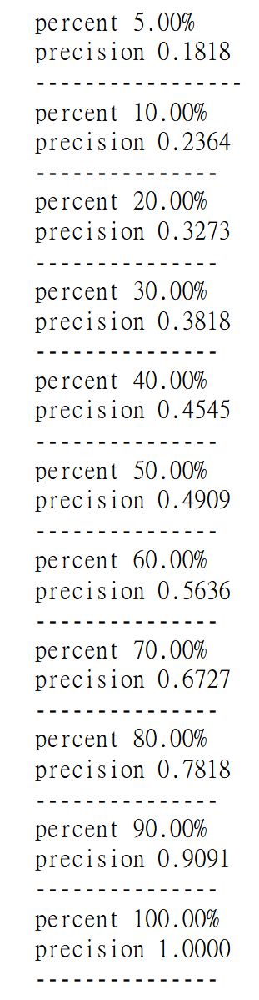 percent 5.00%
precision 0.1818
-----------------
percent 10.00%
precision 0.2364
---------------
percent 20.00%
precision 0.3273
---------------
percent 30.00%
precision 0.3818
---------------
percent 40.00%
precision 0.4545
---------------
percent 50.00%
precision 0.4909
---------------
percent 60.00%
precision 0.5636
---------------
percent 70.00%
precision 0.6727
---------------
percent 80.00%
precision 0.7818
---------------
percent 90.00%
precision 0.9091
---------------
percent 100.00%
precision 1.0000
---------------